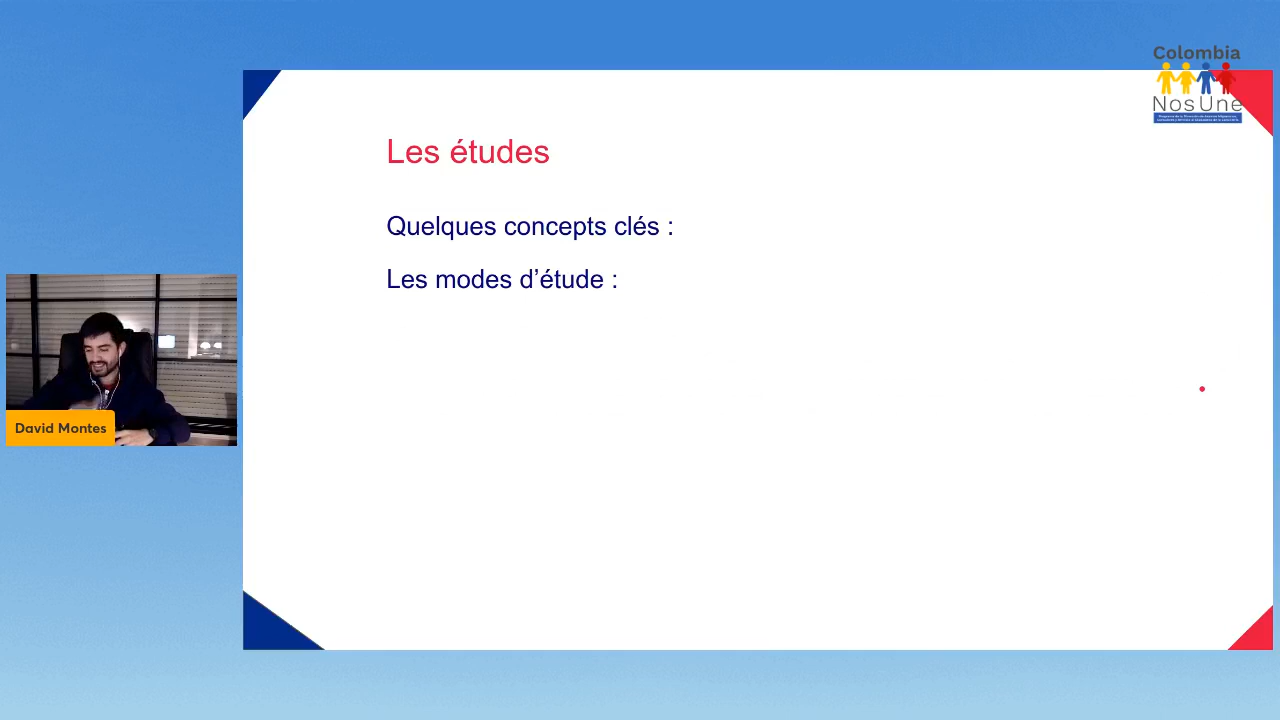 Colombia
NosUne
Les études
Quelques concepts clés :
Les modes d’étude :
David Montes